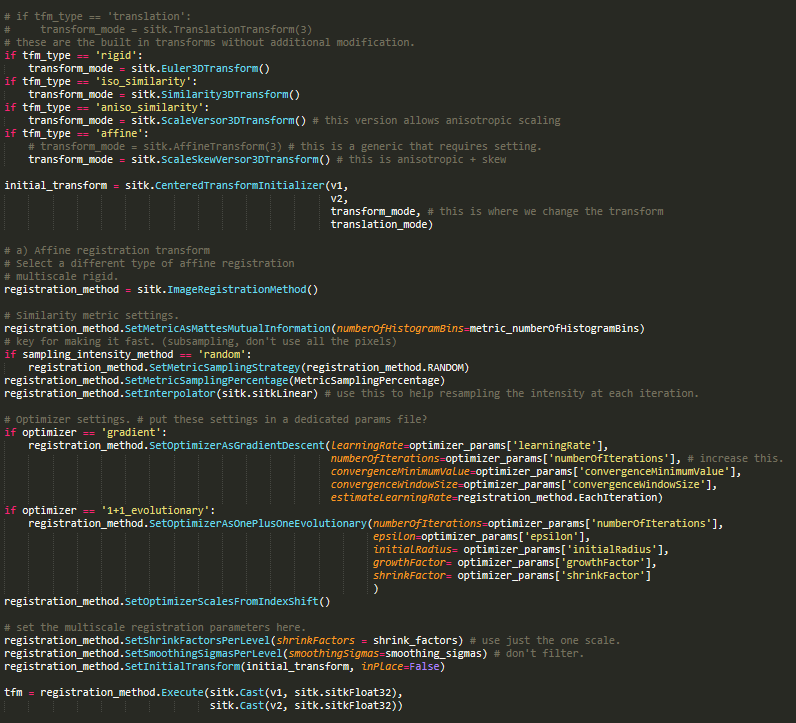 # if tfm_type == 'translation':
#     transform_mode = sitk.TranslationTransform(3)
# these are the built in transforms without additional modification.
if tfm_type == 'rigid':
    transform_mode = sitk.Euler3DTransform()
if tfm_type == 'iso_similarity':
    transform_mode = sitk.Similarity3DTransform()
if tfm_type == 'aniso_similarity':
    transform_mode = sitk.ScaleVersor3DTransform() # this version allows anisotropic scaling
if tfm_type == 'affine':
    # transform_mode = sitk.AffineTransform(3) # this is a generic that requires setting.
    transform_mode = sitk.ScaleSkewVersor3DTransform() # this is anisotropic + skew

initial_transform = sitk.CenteredTransformInitializer(v1,
                                                      v2,
                                                      transform_mode, # this is where we change the transform
                                                      translation_mode)

# a) Affine registration transform
# Select a different type of affine registration
# multiscale rigid.
registration_method = sitk.ImageRegistrationMethod()

# Similarity metric settings.
registration_method.SetMetricAsMattesMutualInformation(numberOfHistogramBins=metric_numberOfHistogramBins)
# key for making it fast. (subsampling, don't use all the pixels)
if sampling_intensity_method == 'random':
    registration_method.SetMetricSamplingStrategy(registration_method.RANDOM)
registration_method.SetMetricSamplingPercentage(MetricSamplingPercentage)
registration_method.SetInterpolator(sitk.sitkLinear) # use this to help resampling the intensity at each iteration.

# Optimizer settings. # put these settings in a dedicated params file?
if optimizer == 'gradient':
    registration_method.SetOptimizerAsGradientDescent(learningRate=optimizer_params['learningRate'],
                                                      numberOfIterations=optimizer_params['numberOfIterations'], # increase this.
                                                      convergenceMinimumValue=optimizer_params['convergenceMinimumValue'],
                                                      convergenceWindowSize=optimizer_params['convergenceWindowSize'],
                                                      estimateLearningRate=registration_method.EachIteration)
if optimizer == '1+1_evolutionary':
    registration_method.SetOptimizerAsOnePlusOneEvolutionary(numberOfIterations=optimizer_params['numberOfIterations'],
                                                             epsilon=optimizer_params['epsilon'],
                                                             initialRadius= optimizer_params['initialRadius'],
                                                             growthFactor= optimizer_params['growthFactor'],
                                                             shrinkFactor= optimizer_params['shrinkFactor']
                                                             )
registration_method.SetOptimizerScalesFromIndexShift()

# set the multiscale registration parameters here.
registration_method.SetShrinkFactorsPerLevel(shrinkFactors = shrink_factors) # use just the one scale.
registration_method.SetSmoothingSigmasPerLevel(smoothingSigmas=smoothing_sigmas) # don't filter.
registration_method.SetInitialTransform(initial_transform, inPlace=False)

tfm = registration_method.Execute(sitk.Cast(v1, sitk.sitkFloat32),
                                  sitk.Cast(v2, sitk.sitkFloat32))